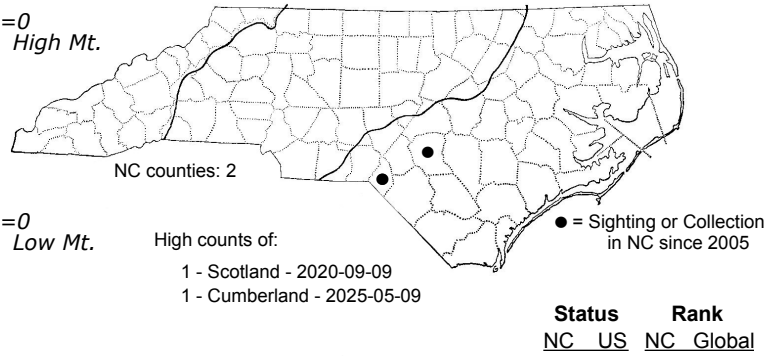 =0
High Mt.
NC counties: 2
=0
Low Mt.
High counts of:
1 - Scotland - 2020-09-09
1 - Cumberland - 2025-05-09
● = Sighting or Collection
in NC since 2005
Status Rank
NC US NC Global